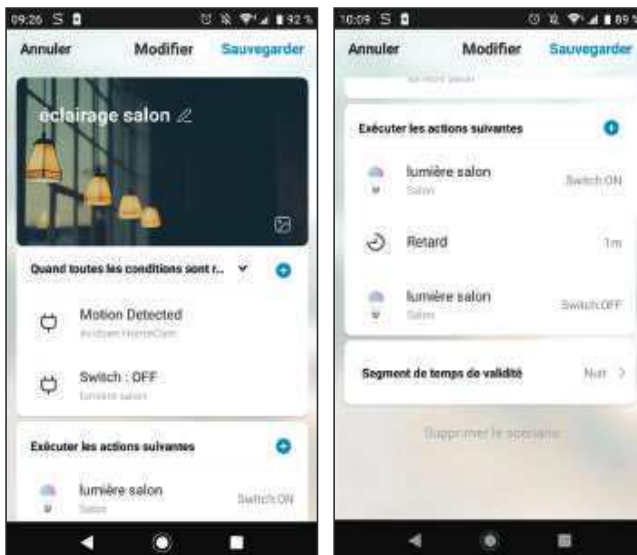 09:26 S 92 %
Annuler Modifier Sauvegarder
éclairage salon
Quand toutes les conditions sont r...
Motion Detected
Switch : OFF
lumière salon
Exécuter les actions suivantes
lumière salon
Salon
Switch:ON
10:09 S 89 %
Annuler Modifier Sauvegarder
Exécuter les actions suivantes
lumière salon
Salon
Switch:ON
Retard 1m
lumière salon
Salon
Switch:OFF
Segment de temps de validité Nuit
Supprimer le scénario